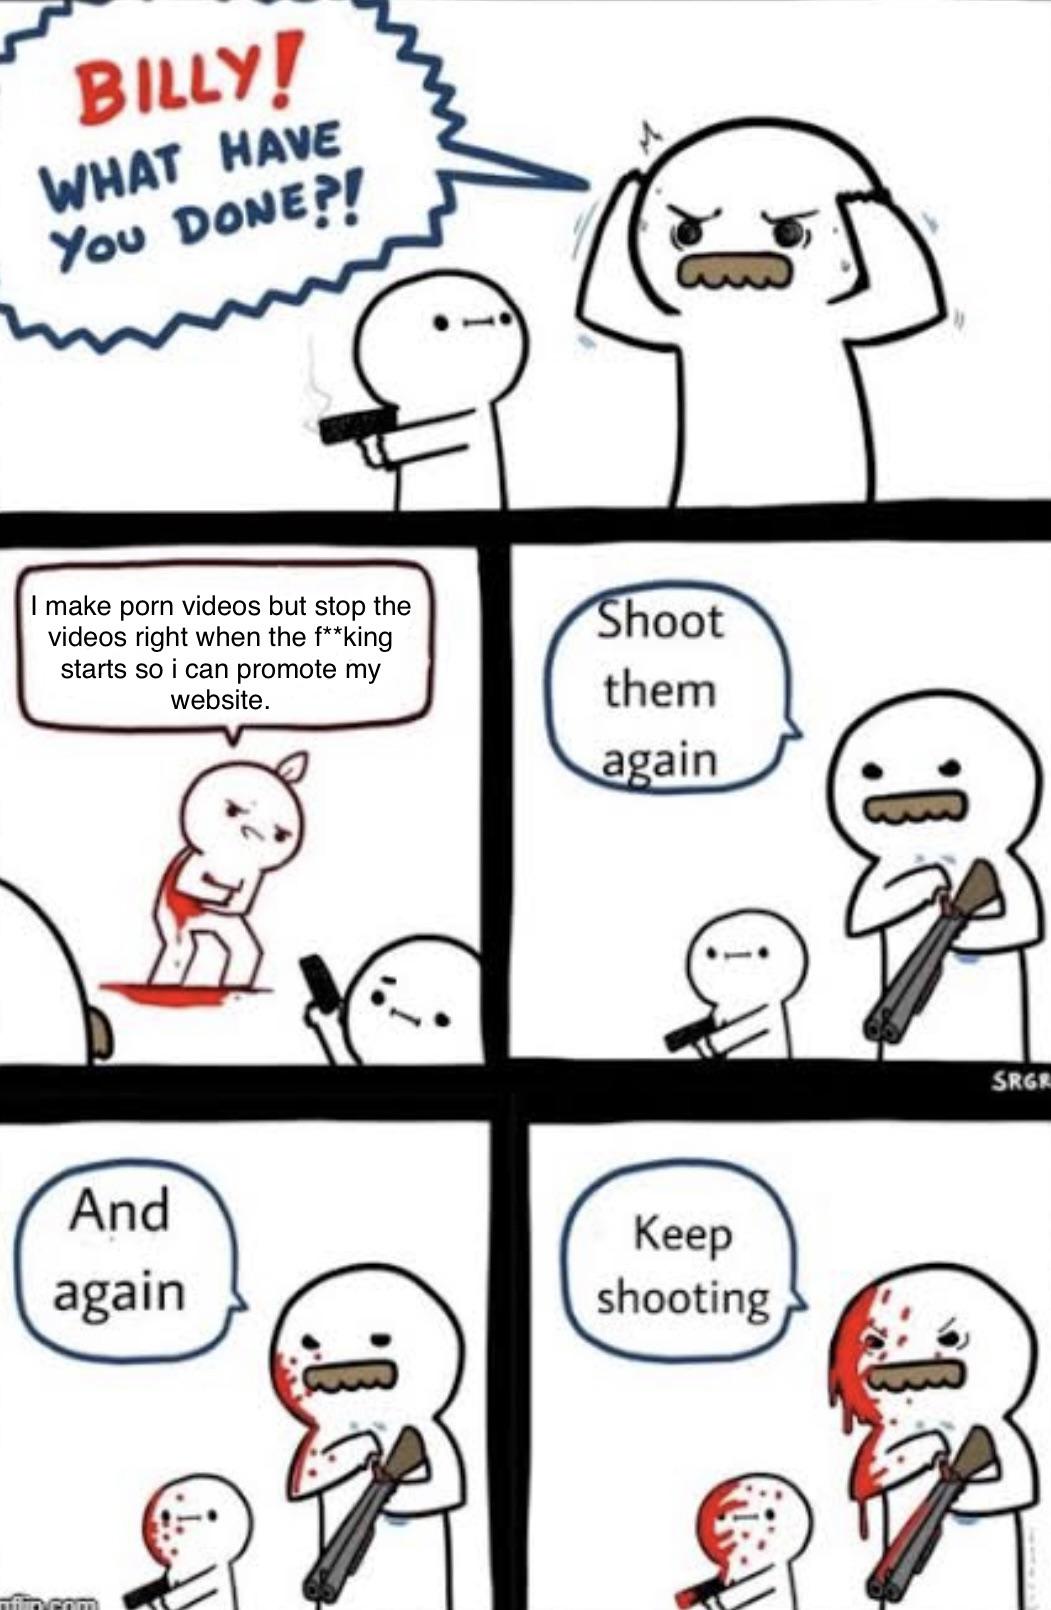 BILLY!
WHAT HAVE
YOU DONE?!
I make porn videos but stop the
videos right when the f**king
starts so i can promote my
website.
Shoot
them
again
SRGR
And
again
Keep
shooting